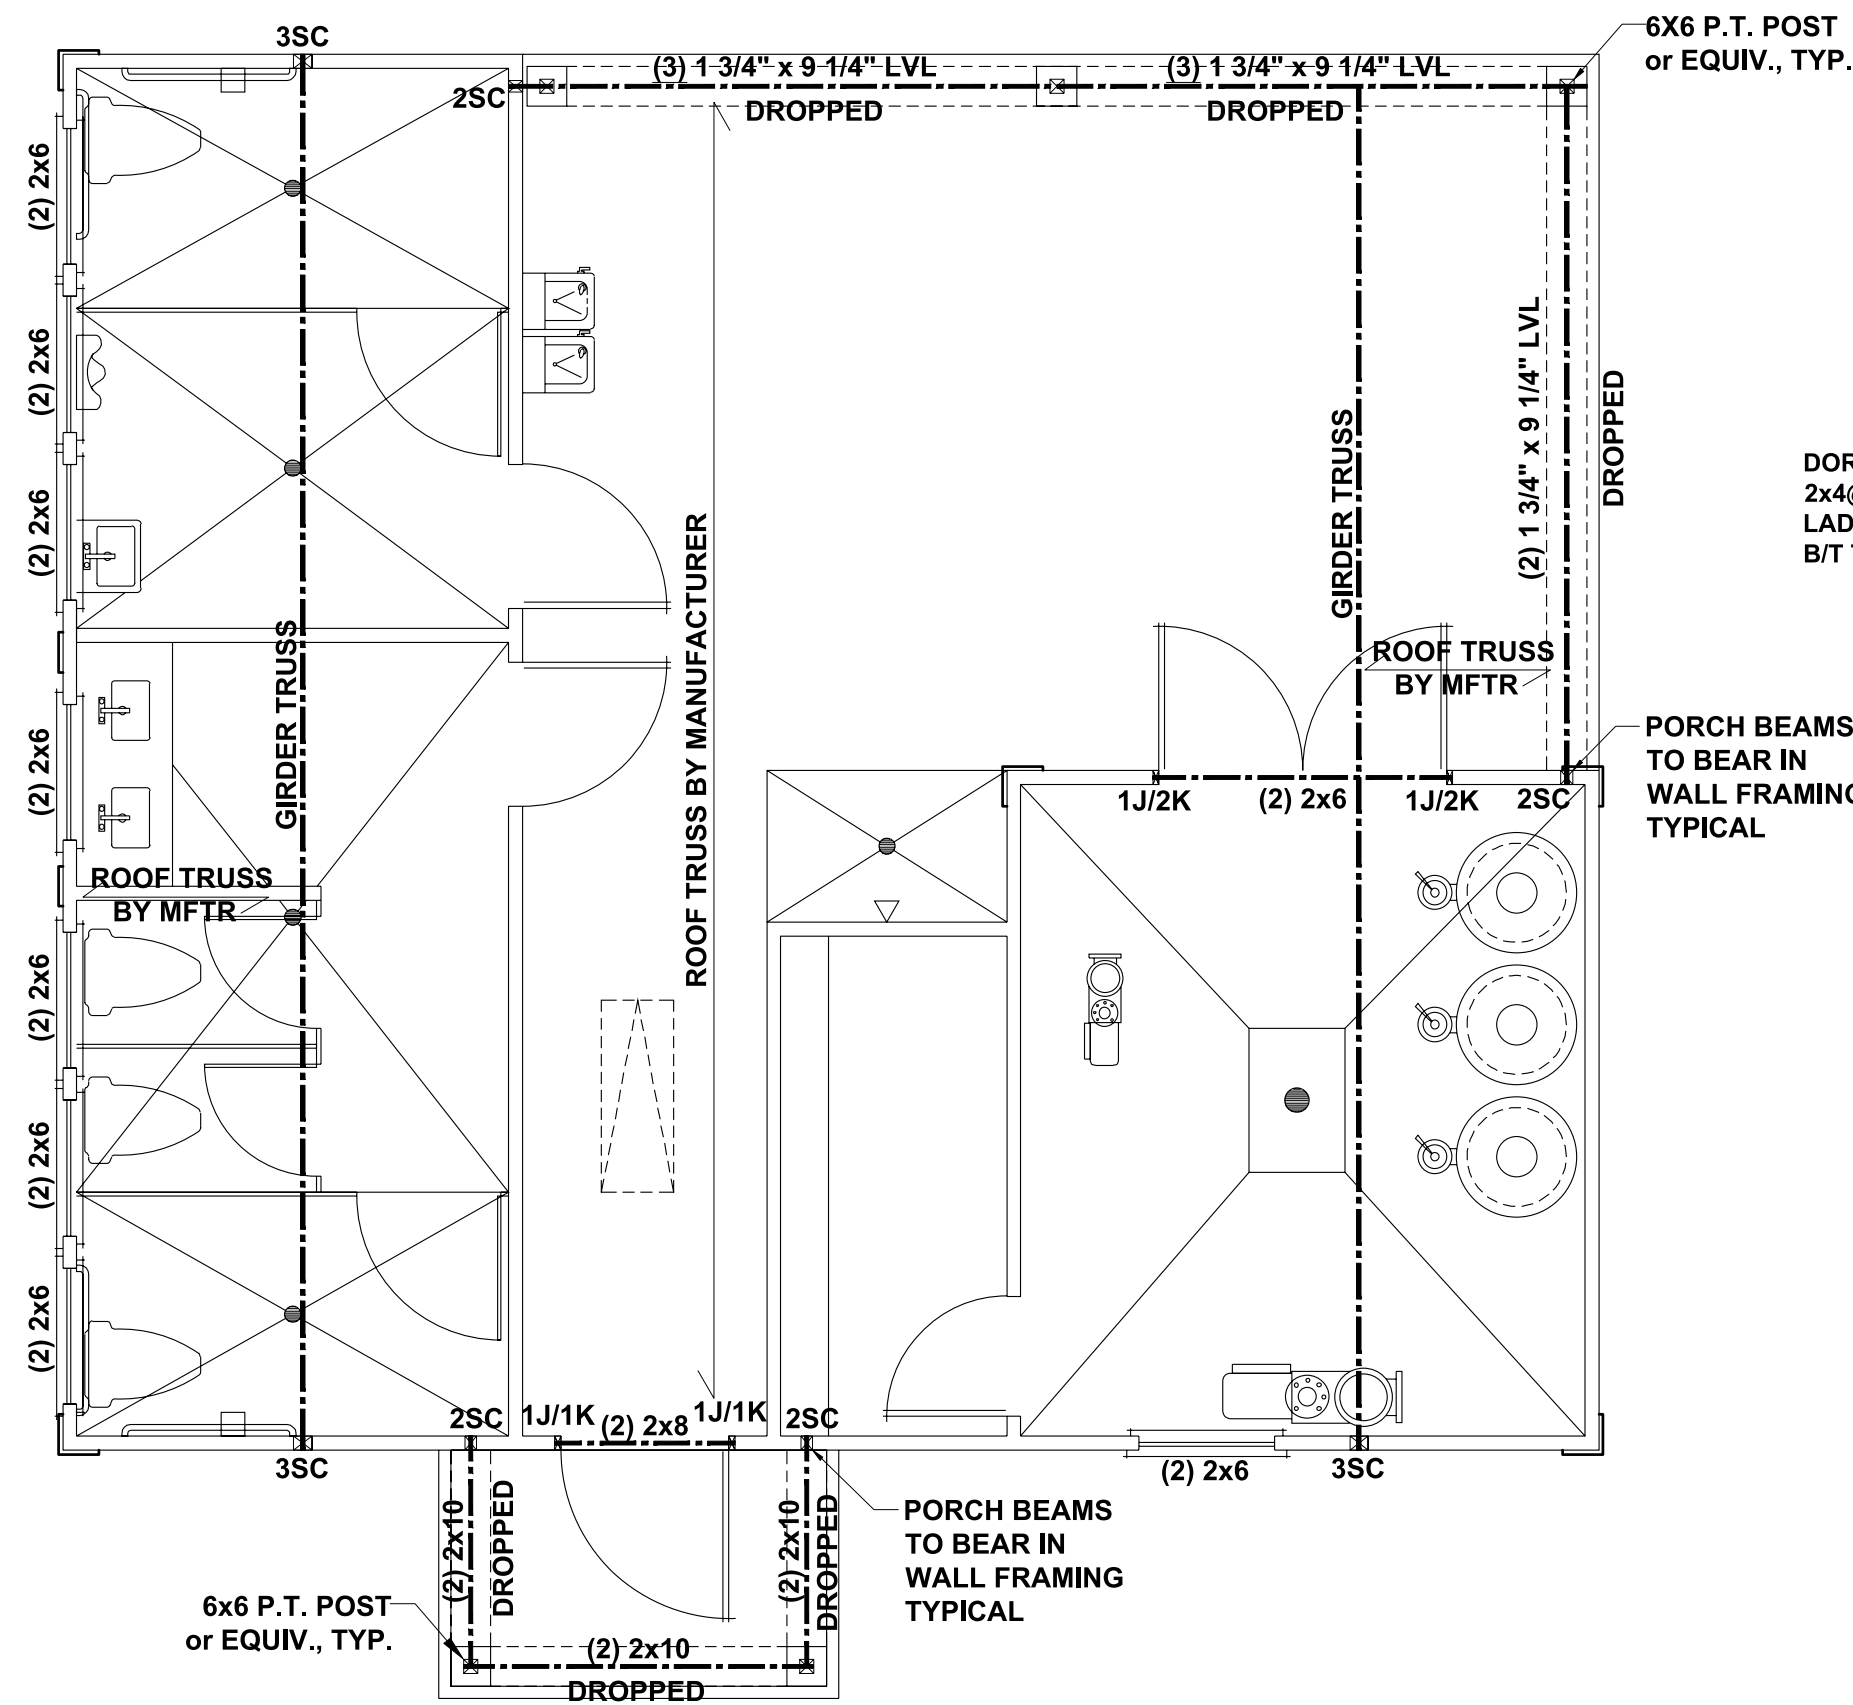 6X6 P.T. POST
or EQUIV., TYP.
3SC
(3) 1 3/4" x 9 1/4" LVL
DROPPED
(3) 1 3/4" x 9 1/4" LVL
DROPPED
2SC
(2) 2x6
(2) 2x6
(2) 2x6
(2) 2x6
(2) 2x6
(2) 2x6
(2) 2x6
GIRDER TRUSS
ROOF TRUSS BY MANUFACTURER
GIRDER TRUSS
(2) 1 3/4" x 9 1/4" LVL
DROPPED
DOR
2x4@
LAD
B/T
ROOF TRUSS
BY MFTR
PORCH BEAMS
TO BEAR IN
WALL FRAMING
TYPICAL
1J/2K
(2) 2x6
1J/2K
2SC
ROOF TRUSS
BY MFTR
2SC
1J/1K
(2) 2x8
1J/1K
2SC
3SC
(2) 2x6
3SC
(2) 2x10
DROPPED
(2) 2x10
DROPPED
PORCH BEAMS
TO BEAR IN
WALL FRAMING
TYPICAL
6x6 P.T. POST
or EQUIV., TYP.
(2) 2x10
DROPPED